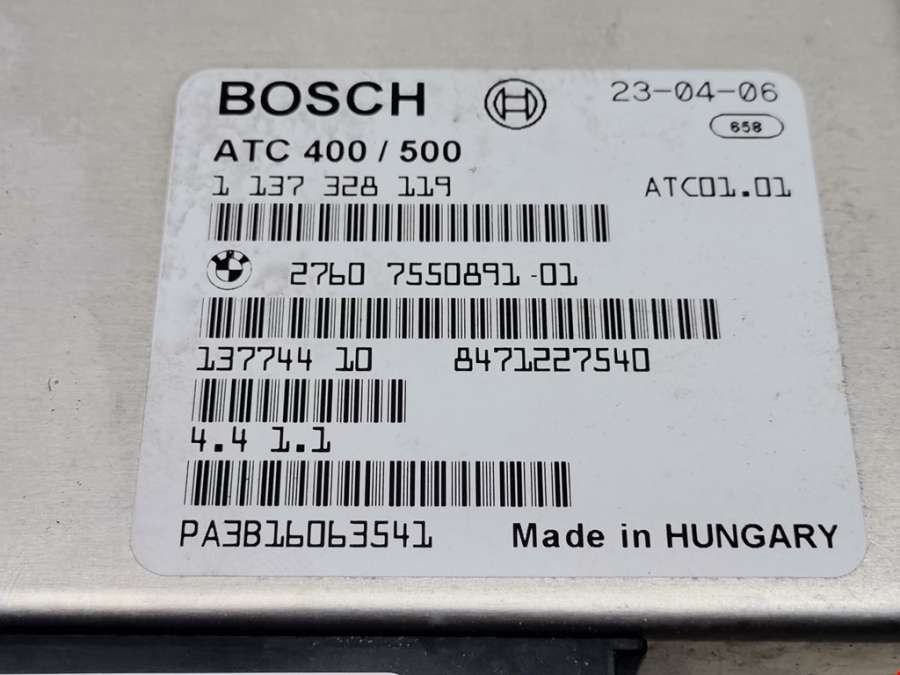 BOSCH 23-04-06
658
ATC 400 / 500
1 137 328 119 ATC01.01
2760 7550891-01
137744 10 8471227540
4.4 1.1
PA3B16063541 Made in HUNGARY